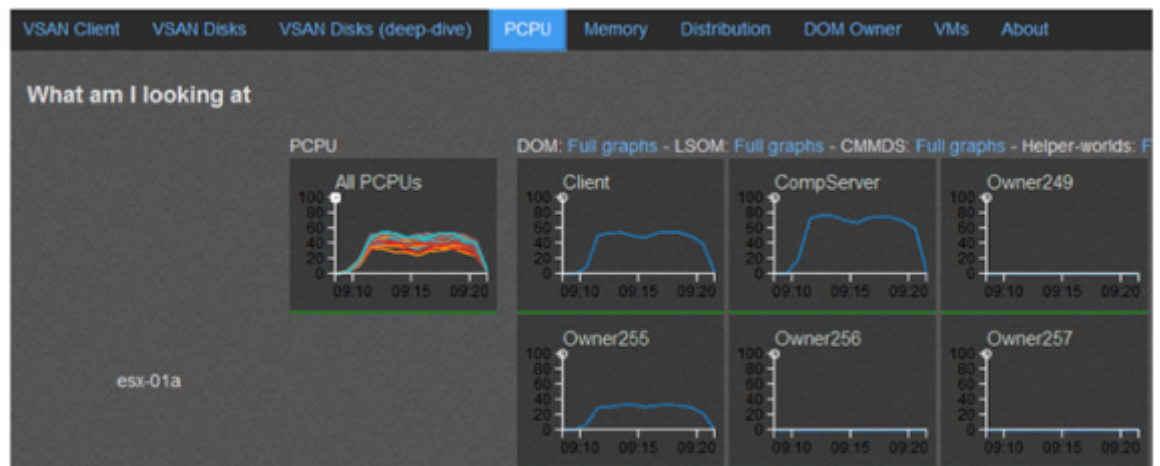 VSAN Client VSAN Disks VSAN Disks (deep-dive) PCPU Memory Distribution DOM Owner VMs About
What am I looking at
PCPU DOM: Full graphs - LSOM: Full graphs - CMMDS: Full graphs - Helper-worlds: F
All PCPUs Client CompServer Owner249
100 100 100 100
80 80 80 80
60 60 60 60
40 40 40 40
20 20 20 20
0 0 0 0
09:10 09:15 09:20 09:10 09:15 09:20 09:10 09:15 09:20 09:10 09:15 09:20
esx-01a
Owner255 Owner256 Owner257
100 100 100
80 80 80
60 60 60
40 40 40
20 20 20
0 0 0
09:10 09:15 09:20 09:10 09:15 09:20 09:10 09:15 09:20